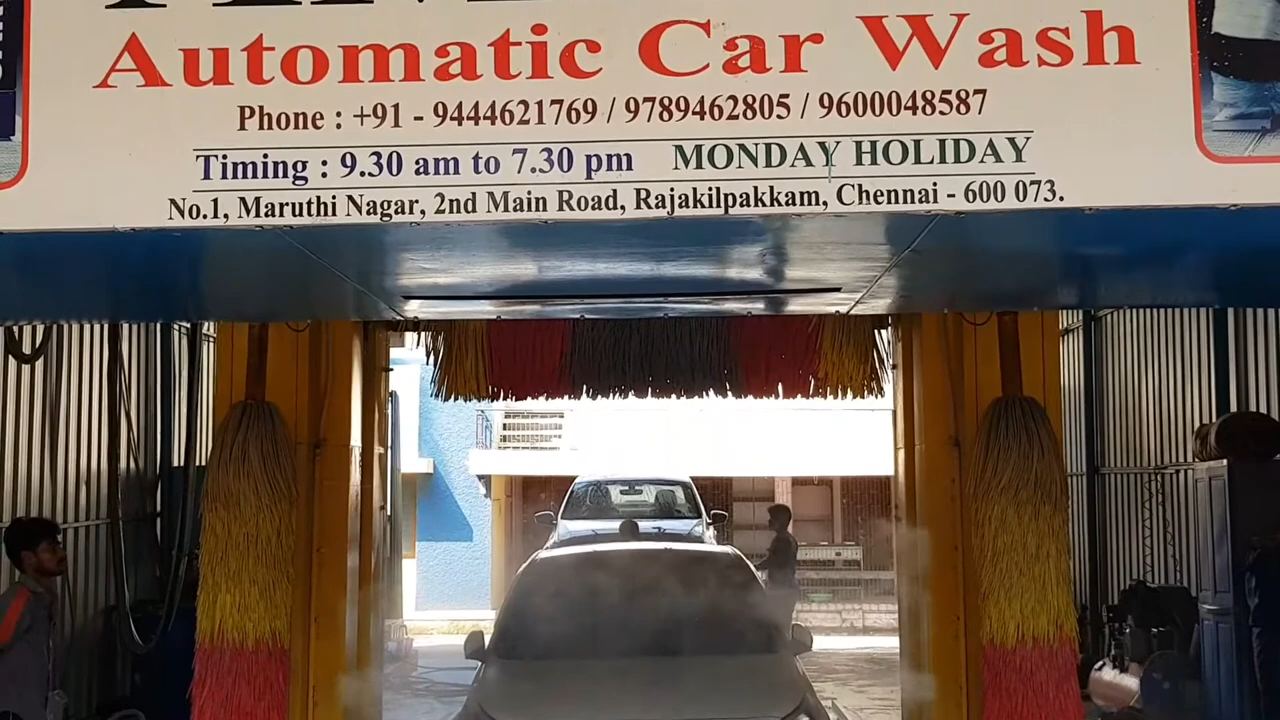 Automatic Car Wash
Phone : +91 - 9444621769 / 9789462805 / 9600048587
Timing : 9.30 am to 7.30 pm MONDAY HOLIDAY
No.1, Maruthi Nagar, 2nd Main Road, Rajakilpakkam, Chennai - 600 073.